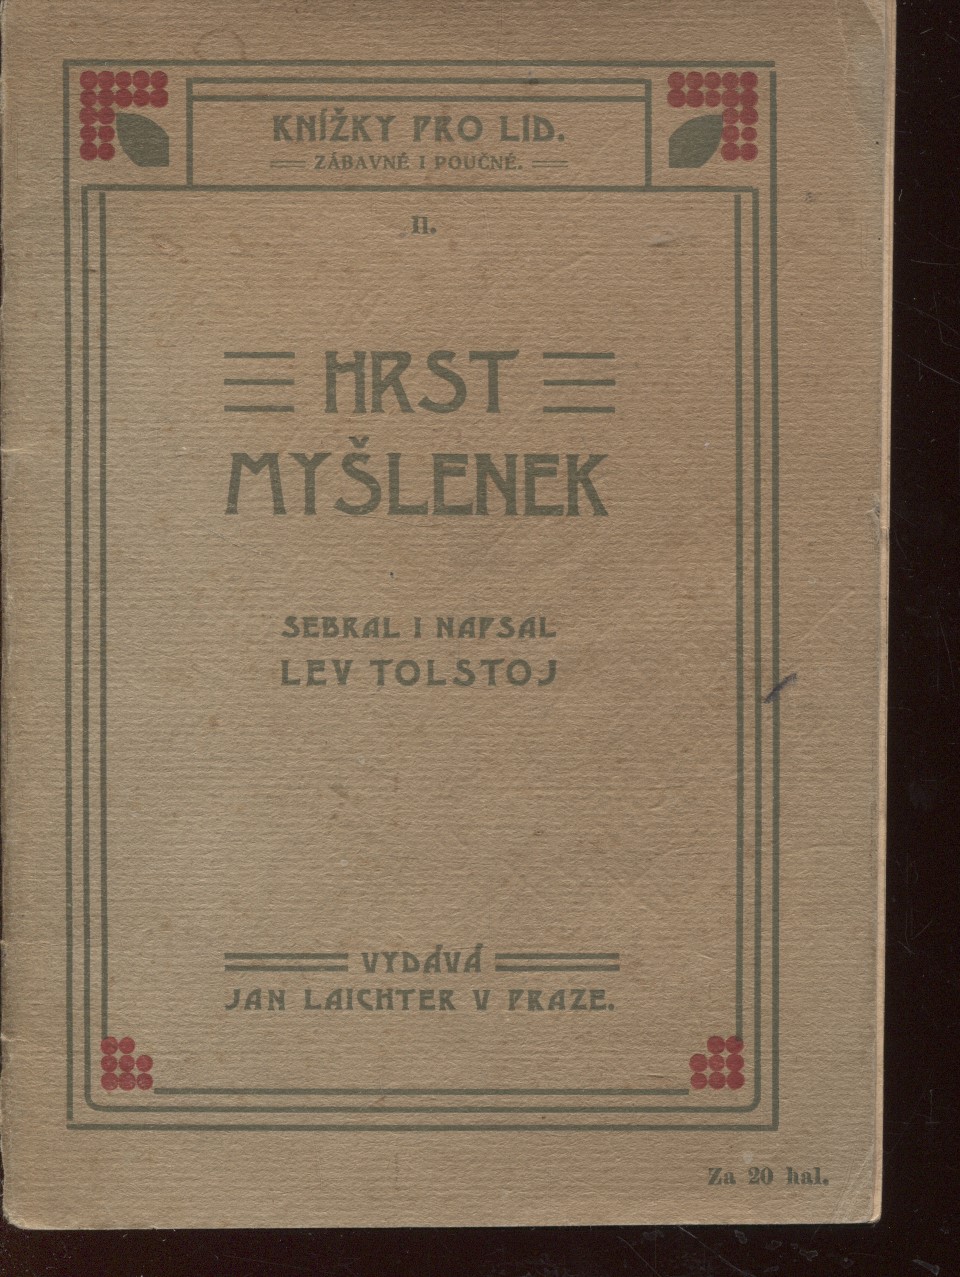 KNÍŽKY PRO LID.
ZÁBAVNÉ I POUČNÉ.
II.
HRST
MYŠLENEK
SEBRAL I NAPSAL
LEV TOLSTOJ
VYDÁVÁ
JAN LAICHTER V PRAZE.
Za 20 hal.